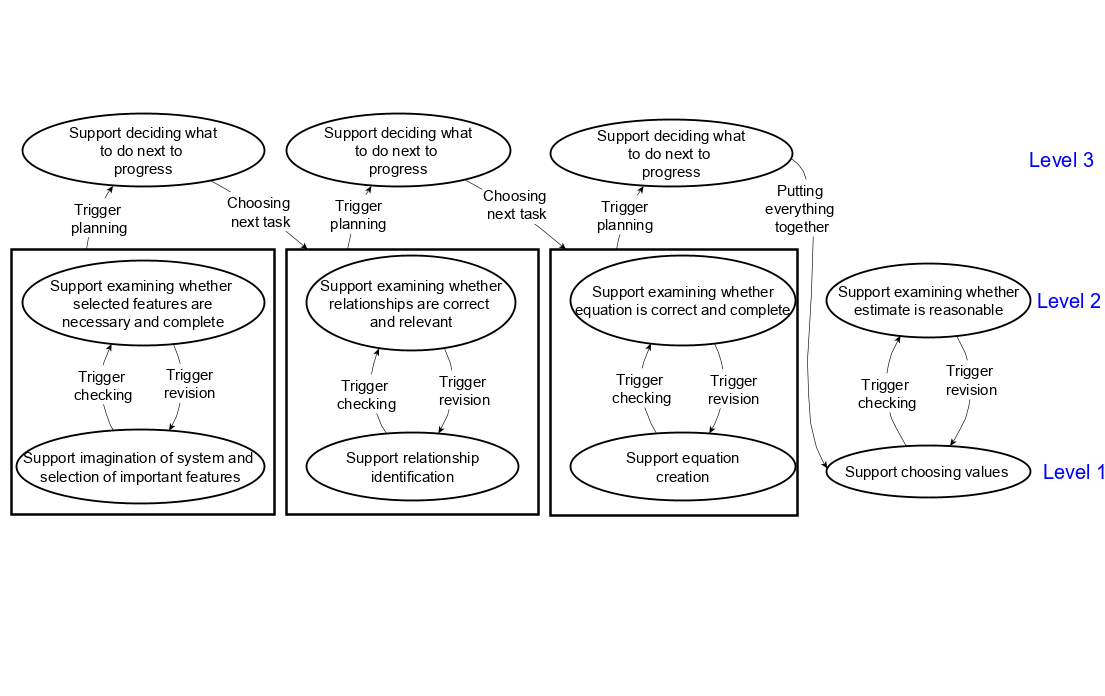 Support deciding what
to do next to
progress
Support deciding what
to do next to
progress
Support deciding what
to do next to
progress
Level 3
Trigger
planning
Choosing
next task
Trigger
planning
Choosing
next task
Trigger
planning
Putting
everything
together
Support examining whether
selected features are
necessary and complete
Support examining whether
relationships are correct
and relevant
Support examining whether
equation is correct and complete
Support examining whether
estimate is reasonable
Level 2
Trigger
checking
Trigger
revision
Trigger
checking
Trigger
revision
Trigger
checking
Trigger
revision
Trigger
checking
Trigger
revision
Support imagination of system and
selection of important features
Support relationship
identification
Support equation
creation
Support choosing values
Level 1